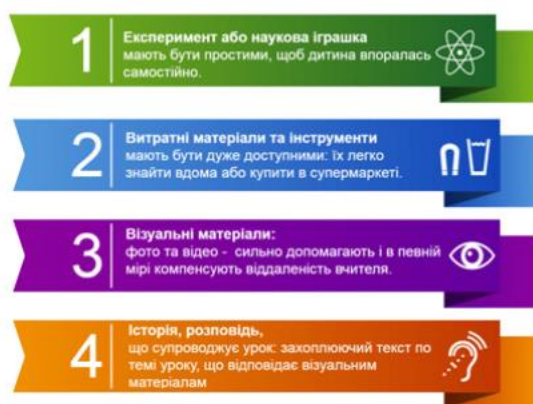 1
Експеримент або наукова іграшка
мають бути простими, щоб дитина впоралась
самостійно.
2
Витратні матеріали та інструменти
мають бути дуже доступними: їх легко
знайти вдома або купити в супермаркеті.
3
Візуальні матеріали:
фото та відео - сильно допомагають і в певній
мірі компенсують віддаленість вчителя.
4
Історія, розповідь,
що супроводжує урок: захоплюючий текст по
темі уроку, що відповідає візуальним
матеріалам